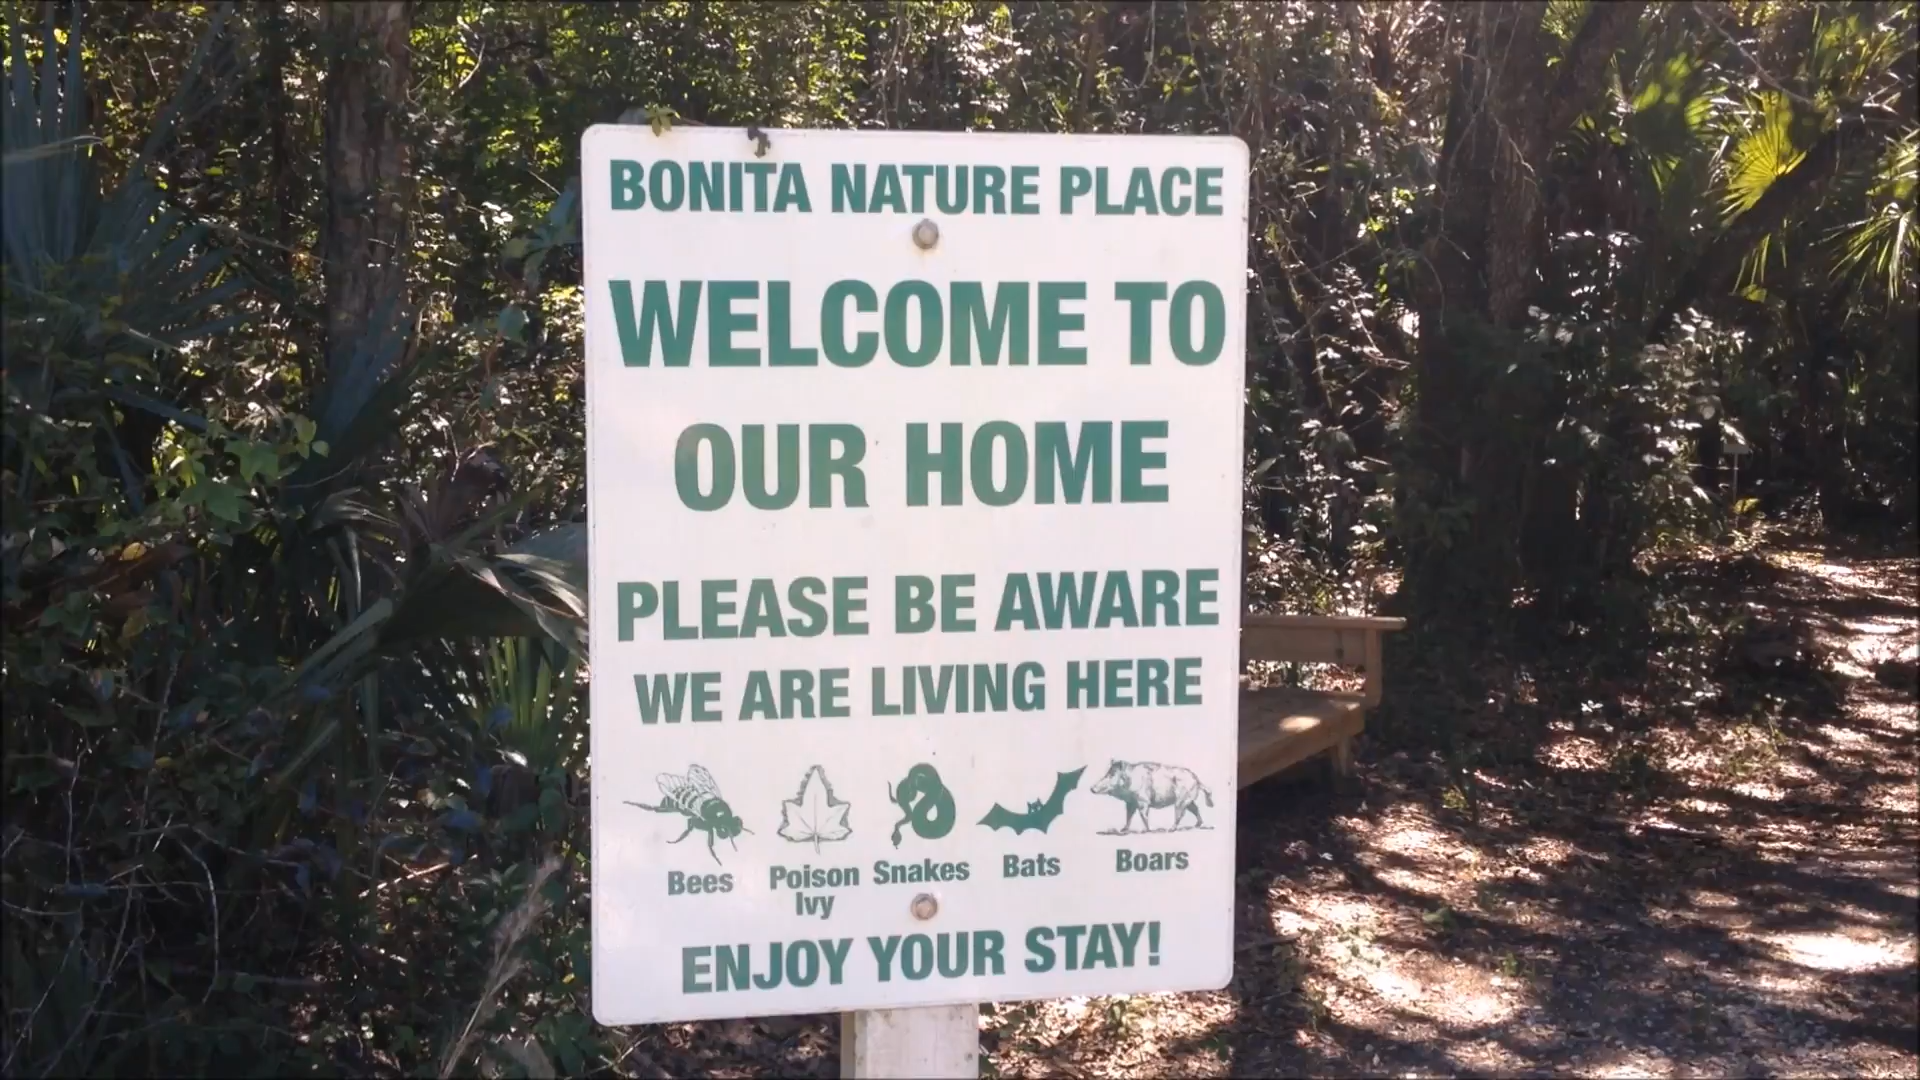 BONITA NATURE PLACE
WELCOME TO
OUR HOME
PLEASE BE AWARE
WE ARE LIVING HERE
Bees Poison Ivy Snakes Bats Boars
ENJOY YOUR STAY!